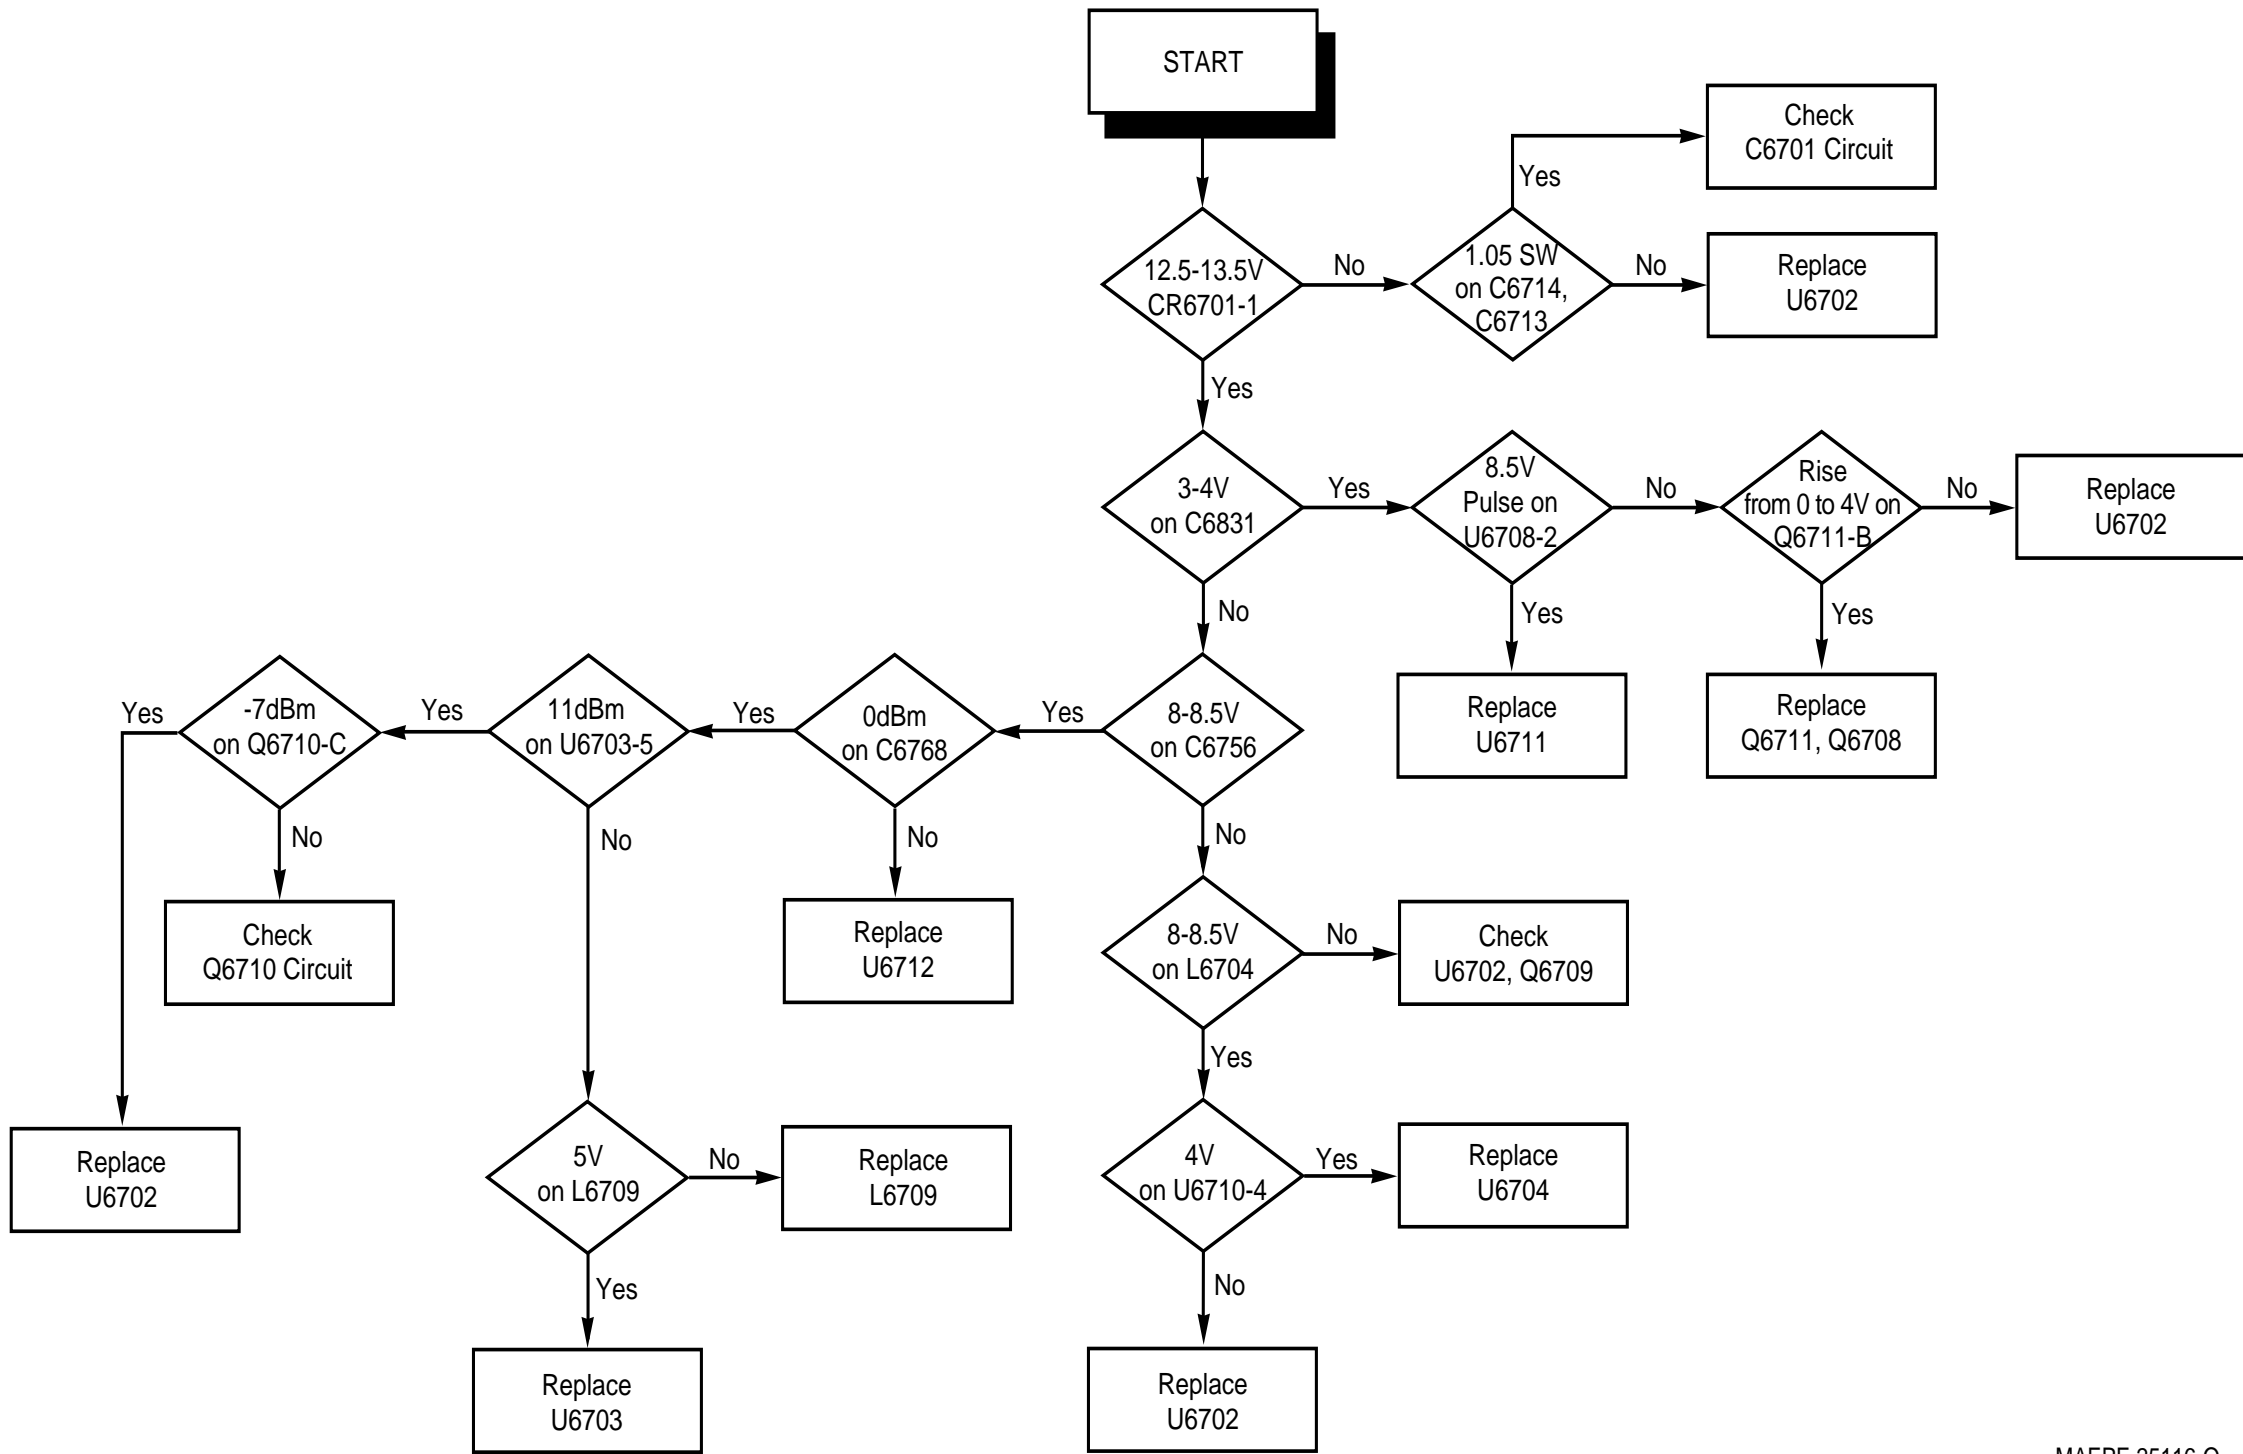 START
Check
C6701 Circuit
Yes
12.5-13.5V
CR6701-1
No
1.05 SW
on C6714,
C6713
No
Replace
U6702
Yes
3-4V
on C6831
Yes
8.5V
Pulse on
U6708-2
No
Rise
from 0 to 4V on
Q6711-B
No
Replace
U6702
No
Yes
Yes
Replace
U6711
Replace
Q6711, Q6708
Yes
-7dBm
on Q6710-C
Yes
11dBm
on U6703-5
Yes
0dBm
on C6768
Yes
8-8.5V
on C6756
No
No
No
No
Check
Q6710 Circuit
Replace
U6712
8-8.5V
on L6704
No
Check
U6702, Q6709
Yes
Replace
U6702
5V
on L6709
No
Replace
L6709
4V
on U6710-4
Yes
Replace
U6704
Yes
No
Replace
U6703
Replace
U6702